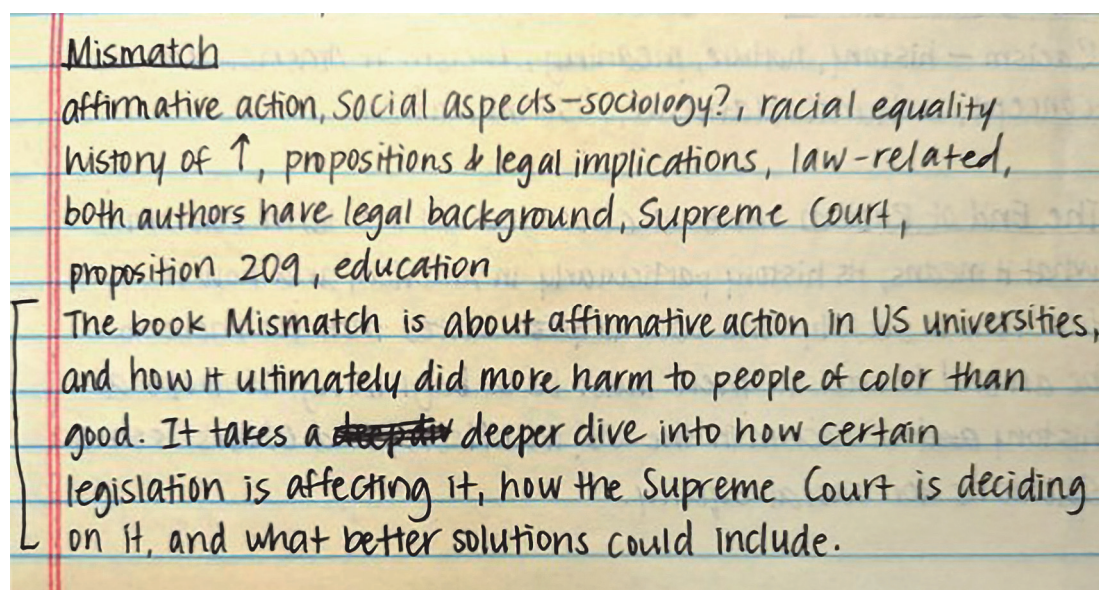 Mismatch
affirmative action, Social aspects-sociology?, racial equality
history of ↑, propositions & legal implications, law-related,
both authors have legal background, Supreme Court,
proposition 209, education
The book Mismatch is about affirmative action in US universities,
and how it ultimately did more harm to people of color than
good. It takes a deeper dive into how certain
legislation is affecting it, how the Supreme Court is deciding
on it, and what better solutions could include.